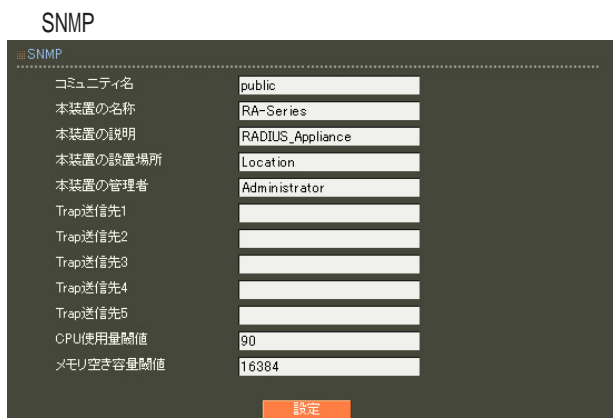 SNMP
SNMP
コミュニティ名 public
本装置の名称 RA-Series
本装置の説明 RADIUS_Appliance
本装置の設置場所 Location
本装置の管理者 Administrator
Trap送信先1
Trap送信先2
Trap送信先3
Trap送信先4
Trap送信先5
CPU使用量閾値 90
メモリ空き容量閾値 16384
設定